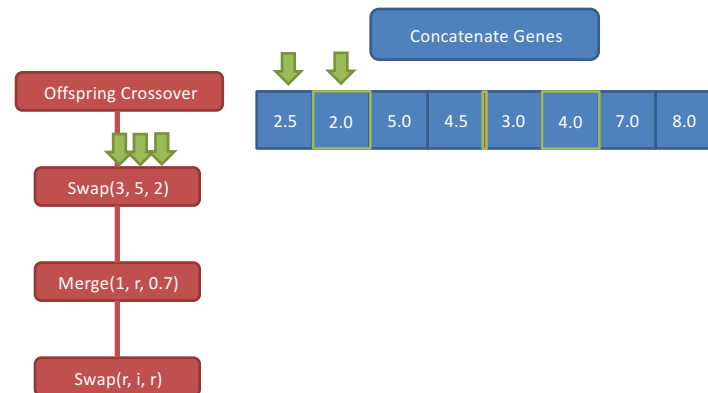 Concatenate Genes
Offspring Crossover
2.5 2.0 5.0 4.5 3.0 4.0 7.0 8.0
Swap(3, 5, 2)
Merge(1, r, 0.7)
Swap(r, i, r)